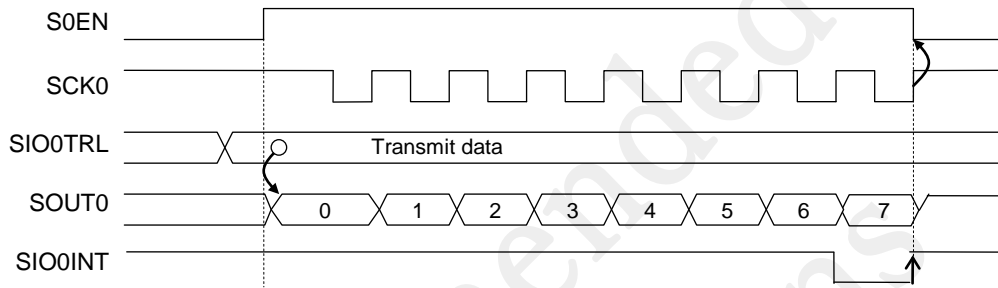 S0EN
SCK0
SIO0TRL
Transmit data
SOUT0
0 1 2 3 4 5 6 7
SIO0INT